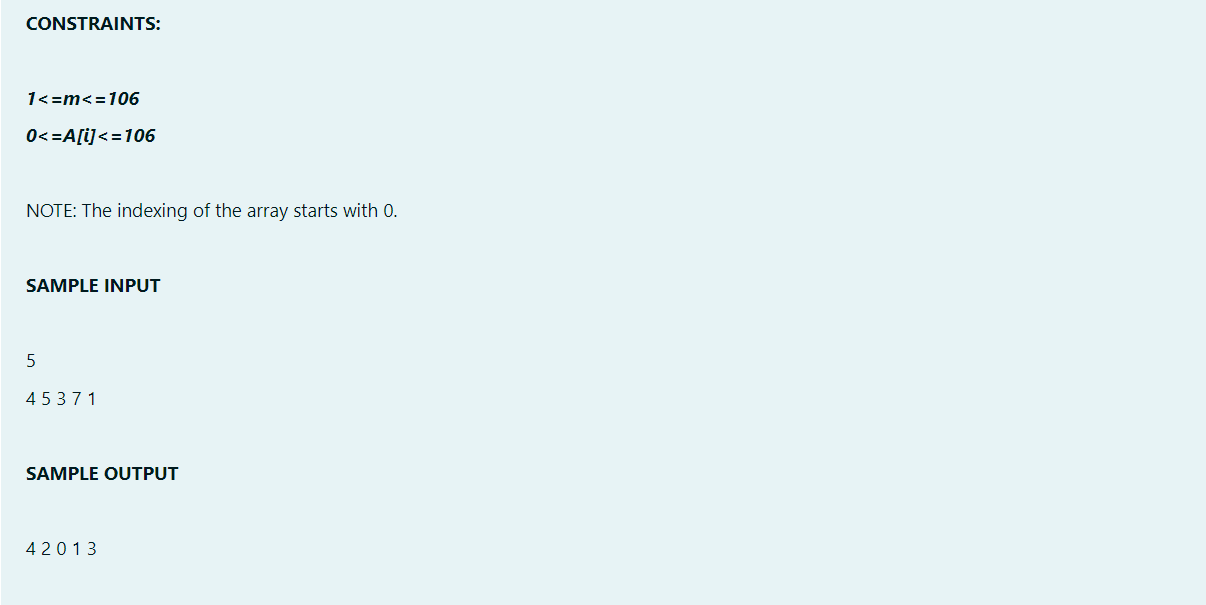 CONSTRAINTS:
1<=m<=106
0<=A[i]<=106
NOTE: The indexing of the array starts with 0.
SAMPLE INPUT
5
4 5 3 7 1
SAMPLE OUTPUT
4 2 0 1 3